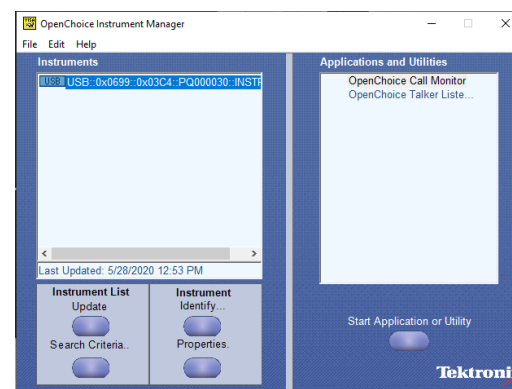 OpenChoice Instrument Manager
File Edit Help
Instruments
USB USB::0x0699::0x03C4::PQ000030::INSTR
Last Updated: 5/28/2020 12:53 PM
Instrument List
Update
Search Criteria..
Instrument
Identify...
Properties.
Applications and Utilities
OpenChoice Call Monitor
OpenChoice Talker Liste...
Start Application or Utility
Tektroni